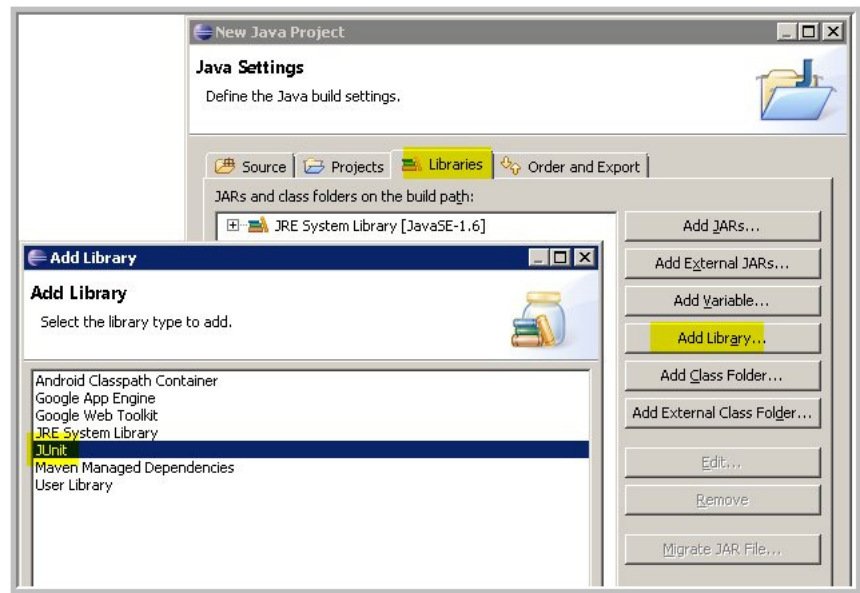 New Java Project
Java Settings
Define the Java build settings.
Source
Projects
Libraries
Order and Export
JARs and class folders on the build path:
JRE System Library [JavaSE-1.6]
Add JARs...
Add External JARs...
Add Variable...
Add Library...
Add Class Folder...
Add External Class Folder...
Edit...
Remove
Migrate JAR File...
Add Library
Add Library
Select the library type to add.
Android Classpath Container
Google App Engine
Google Web Toolkit
JRE System Library
JUnit
Maven Managed Dependencies
User Library